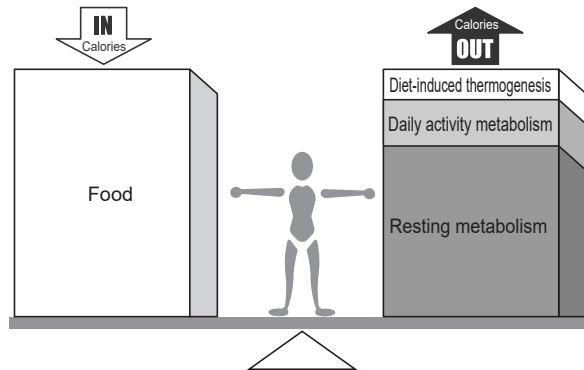 IN
Calories
Calories
OUT
Diet-induced thermogenesis
Daily activity metabolism
Food
Resting metabolism